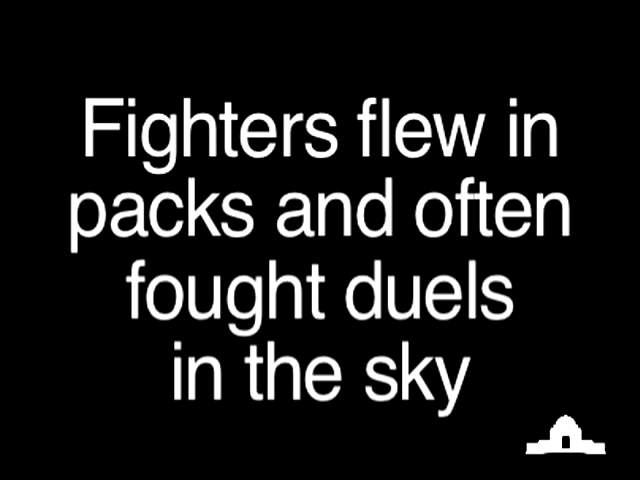 Fighters flew in
packs and often
fought duels
in the sky